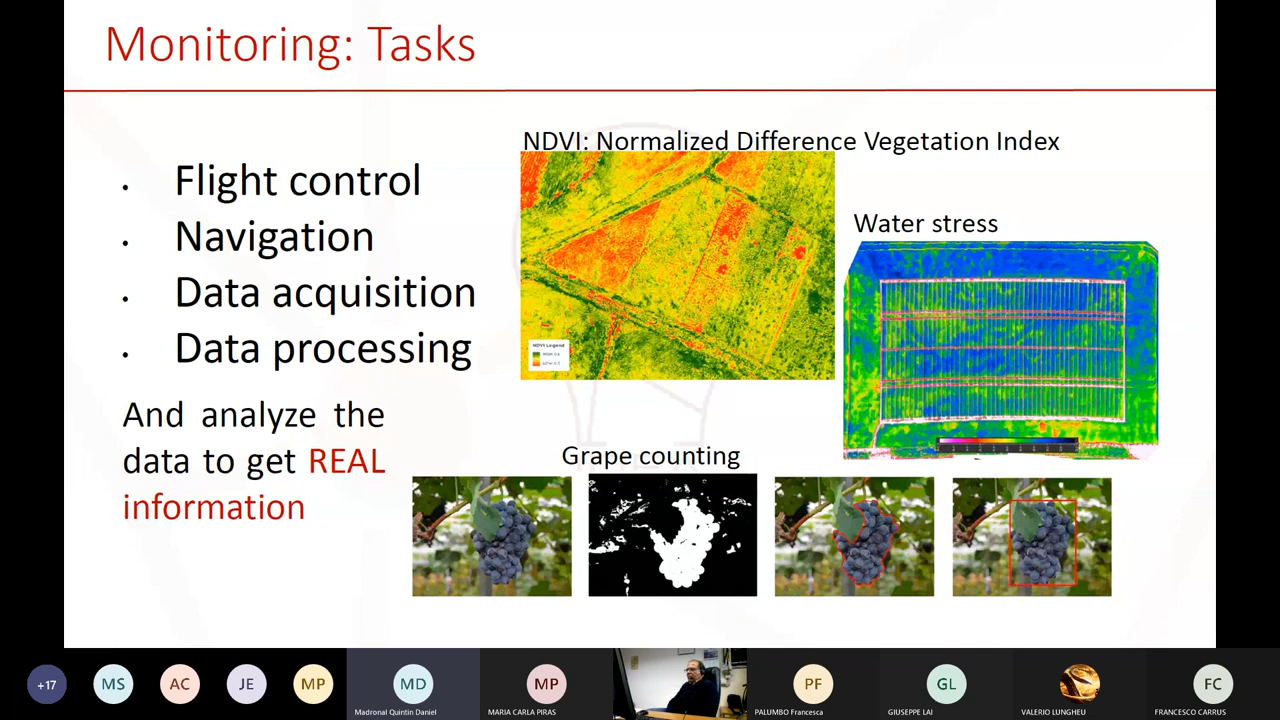 Monitoring: Tasks
NDVI: Normalized Difference Vegetation Index
• Flight control
• Navigation
• Data acquisition
• Data processing
And analyze the
data to get REAL
information
NDVI Legend
Water stress
Grape counting
+17
MS
AC
JE
MP
MD
Madronal Quintin Daniel
MP
MARIA CARLA PIRAS
PF
PALUMBO Francesca
GL
GIUSEPPE LAI
VALERIO LUNGHEU
FC
FRANCESCO CARRUS